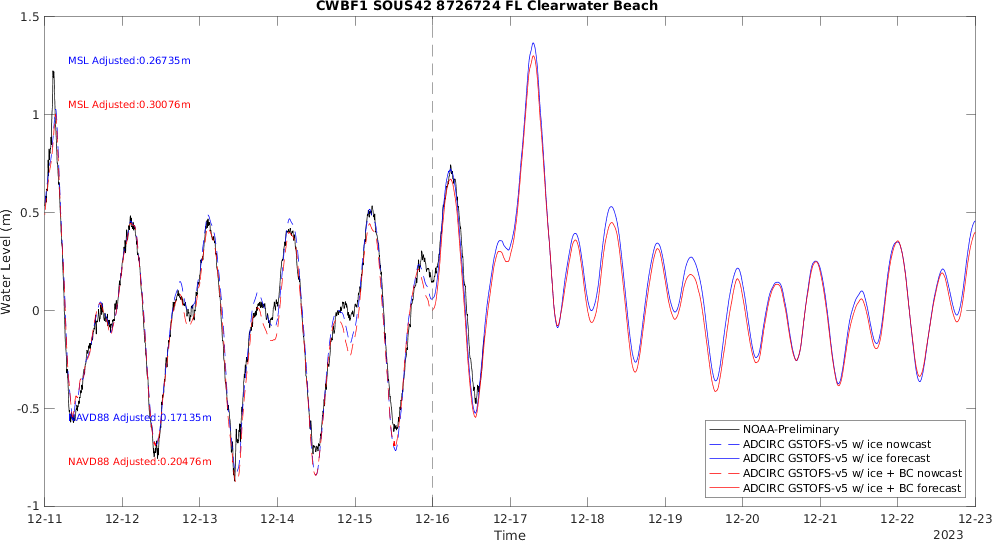 CWBF1 SOUS42 8726724 FL Clearwater Beach
1.5
1
0.5
0
-0.5
-1
Water Level (m)
MSL Adjusted:0.26735m
MSL Adjusted:0.30076m
NAVD88 Adjusted:0.17135m
NAVD88 Adjusted:0.20476m
NOAA-Preliminary
ADCIRC GSTOFS-v5 w/ ice nowcast
ADCIRC GSTOFS-v5 w/ ice forecast
ADCIRC GSTOFS-v5 w/ ice + BC nowcast
ADCIRC GSTOFS-v5 w/ ice + BC forecast
12-11 12-12 12-13 12-14 12-15 12-16 12-17 12-18 12-19 12-20 12-21 12-22 12-23
Time
2023